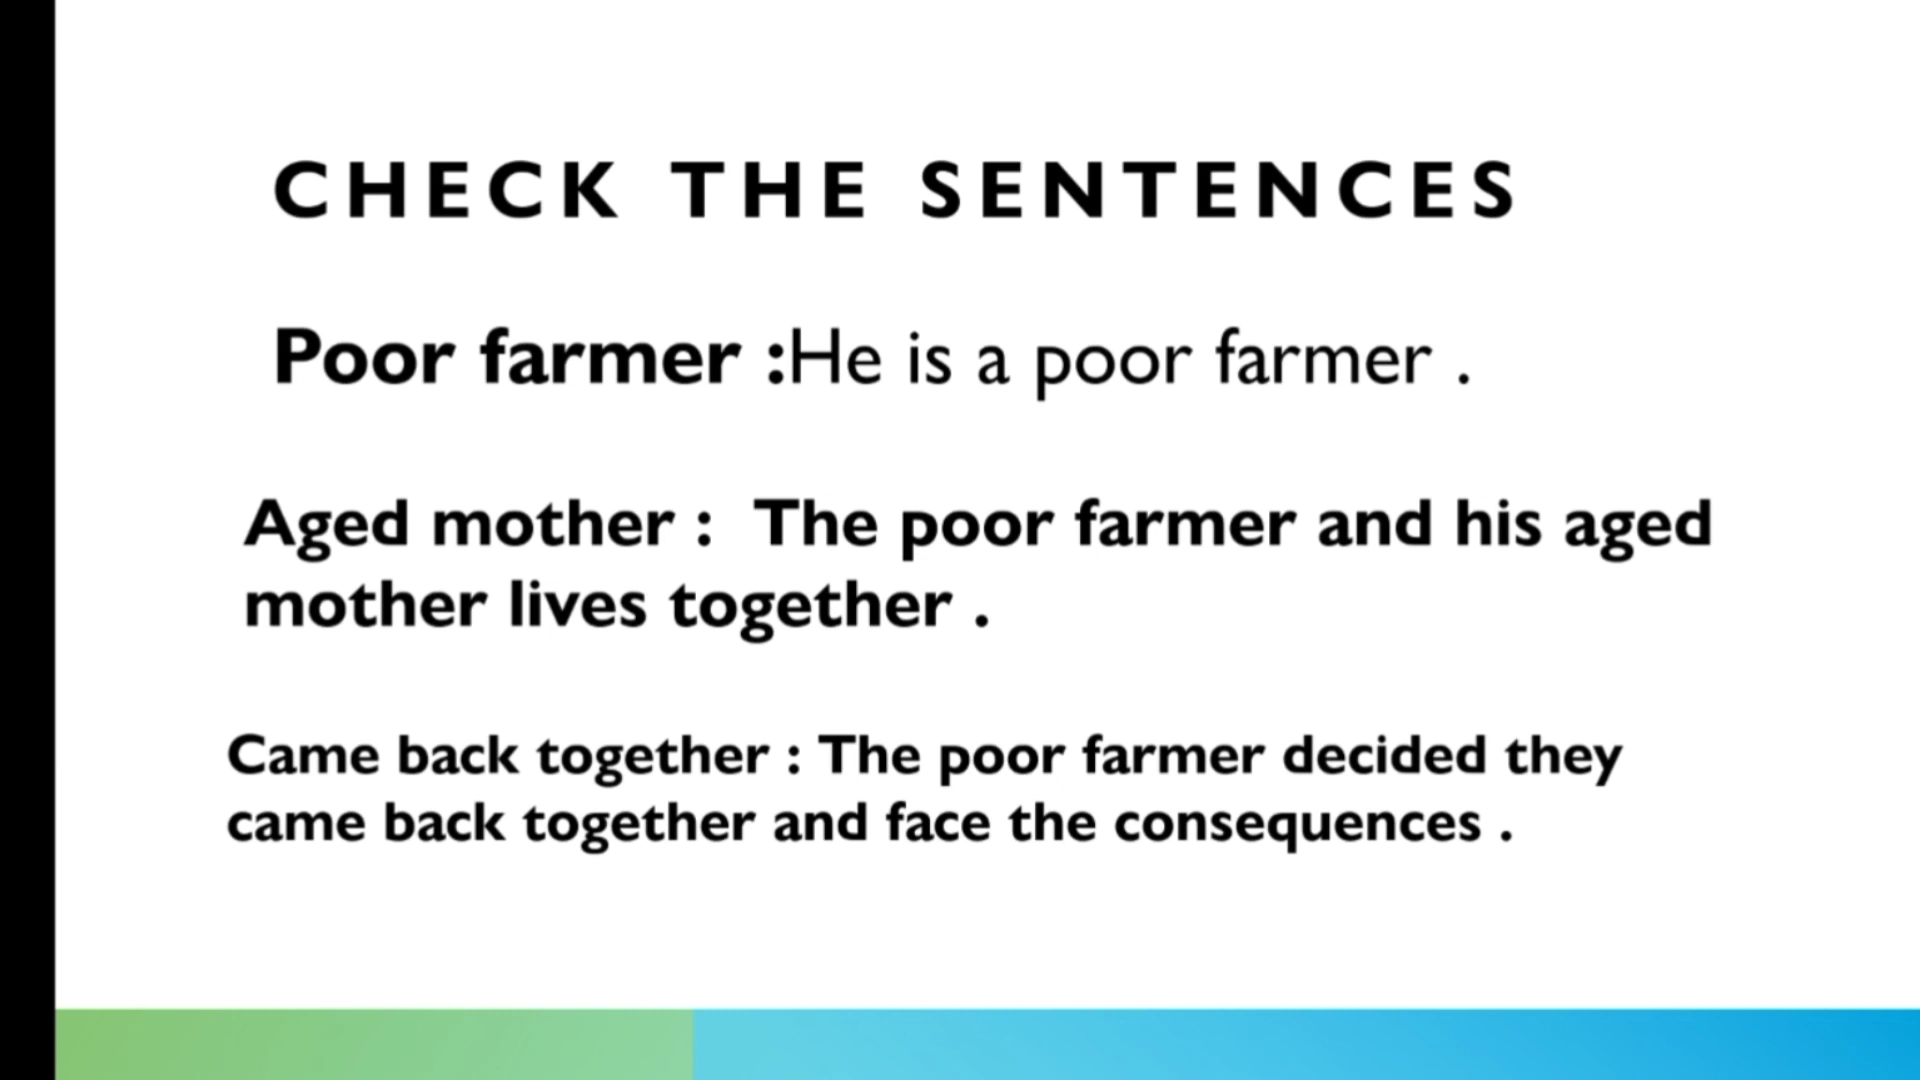 CHECK THE SENTENCES
Poor farmer :He is a poor farmer .
Aged mother :  The poor farmer and his aged
mother lives together .
Came back together : The poor farmer decided they
came back together and face the consequences .